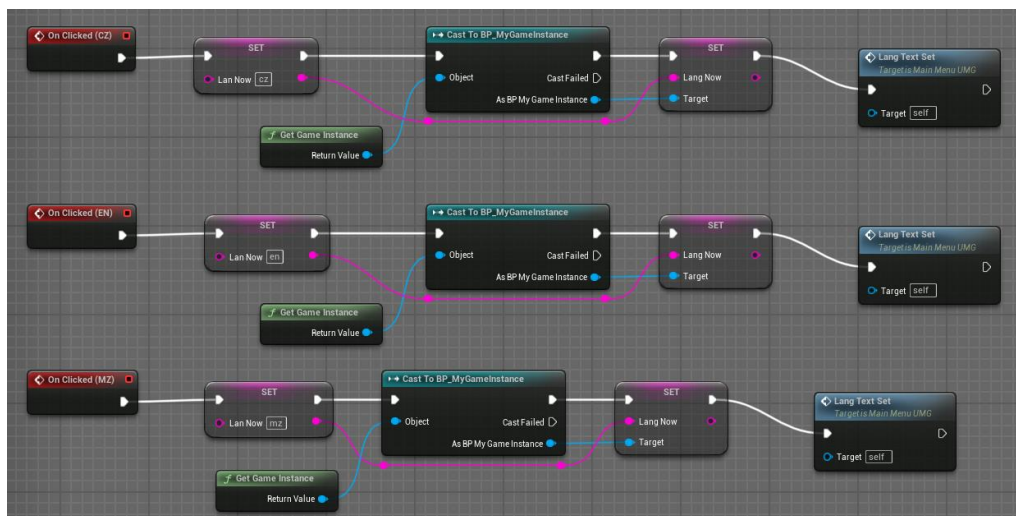 On Clicked (CZ)
SET
Lan Now cz
Cast To BP_MyGameInstance
Object
Cast Failed
As BP My Game Instance
SET
Lang Now
Target
Lang Text Set
Target is Main Menu UMG
Target self
f Get Game Instance
Return Value
On Clicked (EN)
SET
Lan Now en
Cast To BP_MyGameInstance
Object
Cast Failed
As BP My Game Instance
SET
Lang Now
Target
Lang Text Set
Target is Main Menu UMG
Target self
f Get Game Instance
Return Value
On Clicked (MZ)
SET
Lan Now mz
Cast To BP_MyGameInstance
Object
Cast Failed
As BP My Game Instance
SET
Lang Now
Target
Lang Text Set
Target is Main Menu UMG
Target self
f Get Game Instance
Return Value